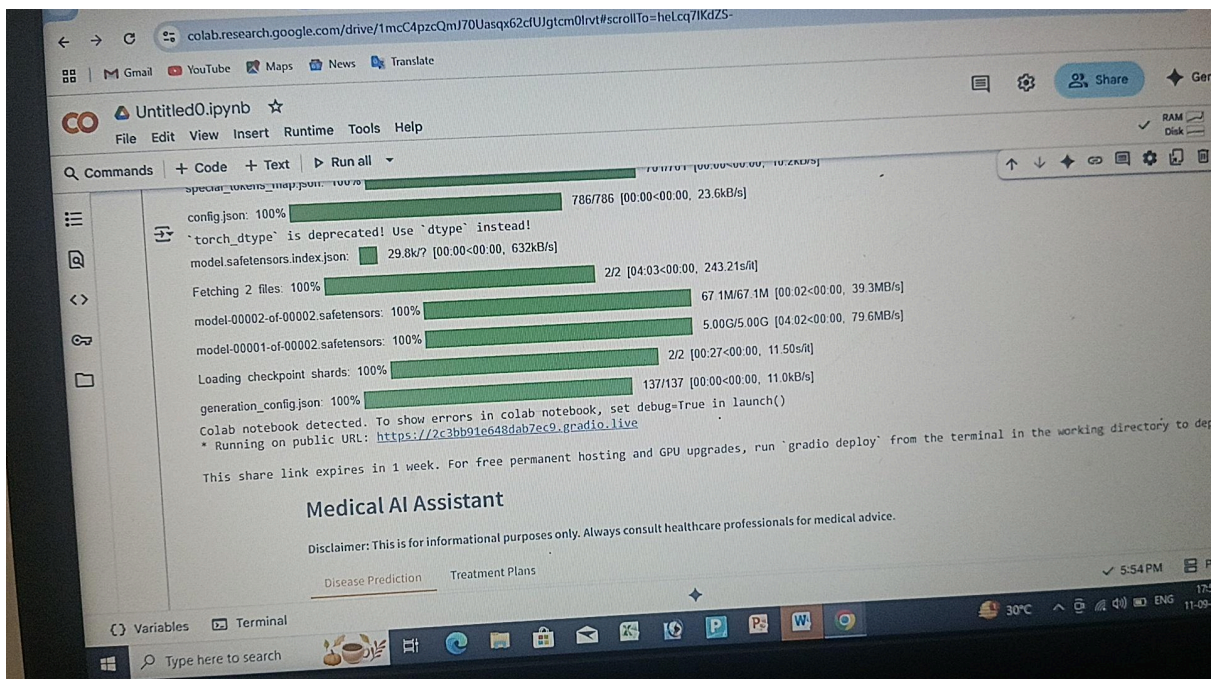 colab.research.google.com/drive/1mcC4pzcQmJ70Uasqx62cfUJgtcm0Irvt#scrollTo=heLcq7IKdZS-
Gmail YouTube Maps News Translate
CO Untitled0.ipynb
Share
File Edit View Insert Runtime Tools Help
RAM
Disk
Commands + Code + Text Run all
special_tokens_map.json: 100%
config.json: 100% 786/786 [00:00<00:00, 23.6kB/s]
`torch_dtype` is deprecated! Use `dtype` instead!
model.safetensors.index.json: 29.8k/? [00:00<00:00, 632kB/s]
Fetching 2 files: 100% 2/2 [04:03<00:00, 243.21s/it]
model-00002-of-00002.safetensors: 100% 67.1M/67.1M [00:02<00:00, 39.3MB/s]
model-00001-of-00002.safetensors: 100% 5.00G/5.00G [04:02<00:00, 79.6MB/s]
Loading checkpoint shards: 100% 2/2 [00:27<00:00, 11.50s/it]
generation_config.json: 100% 137/137 [00:00<00:00, 11.0kB/s]
Colab notebook detected. To show errors in colab notebook, set debug=True in launch()
* Running on public URL: https://2c3bb91e648dab7ec9.gradio.live
This share link expires in 1 week. For free permanent hosting and GPU upgrades, run `gradio deploy` from the terminal in the working directory to dep
Medical AI Assistant
Disclaimer: This is for informational purposes only. Always consult healthcare professionals for medical advice.
Disease Prediction Treatment Plans
5:54 PM
{} Variables Terminal
Type here to search
30°C ENG
11-09-